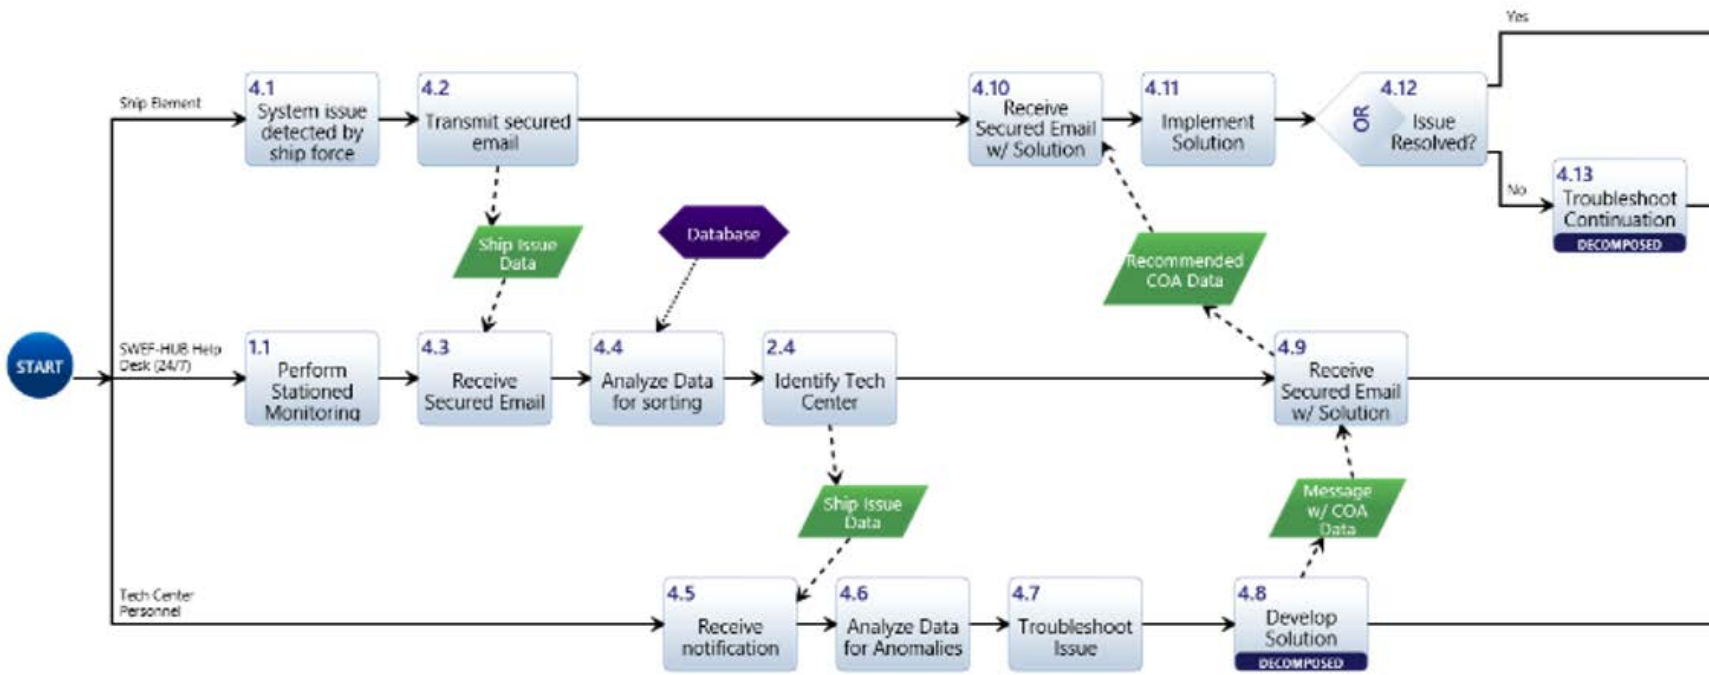 Yes
4.1
System issue
detected by
ship force
4.2
Transmit secured
email
4.10
Receive
Secured Email
w/ Solution
4.11
Implement
Solution
OR
4.12
Issue
Resolved?
Ship Element
No
4.13
Troubleshoot
Continuation
DECOMPOSED
Ship Issue
Data
Database
Recommended
COA Data
START
SWEF-HUB Help
Desk (24/7)
1.1
Perform
Stationed
Monitoring
4.3
Receive
Secured Email
4.4
Analyze Data
for sorting
2.4
Identify Tech
Center
4.9
Receive
Secured Email
w/ Solution
Ship Issue
Data
Message
w/ COA
Data
Tech Center
Personnel
4.5
Receive
notification
4.6
Analyze Data
for Anomalies
4.7
Troubleshoot
Issue
4.8
Develop
Solution
DECOMPOSED